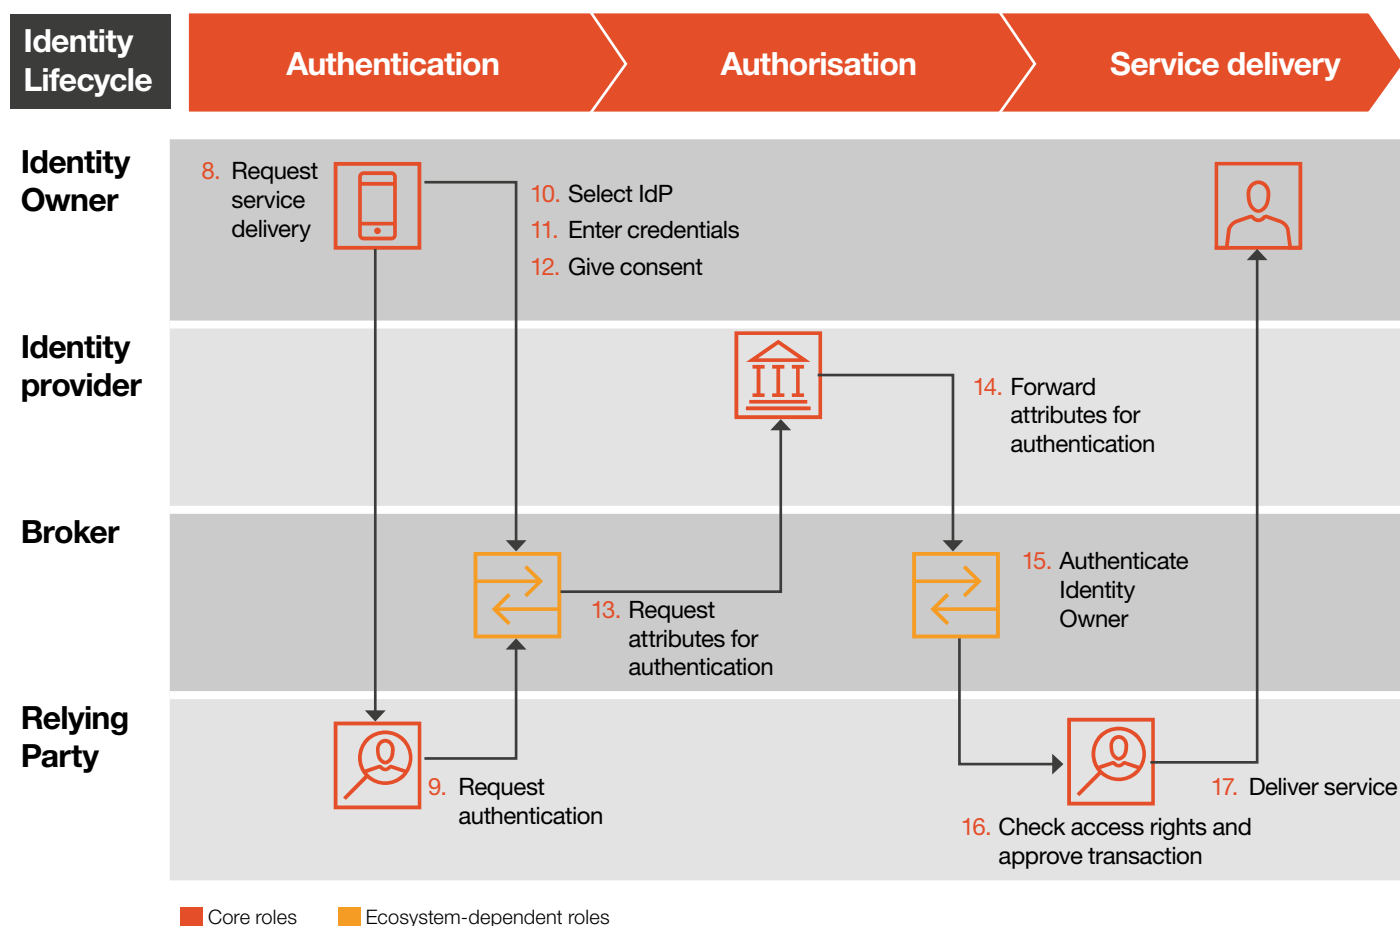 Identity
Lifecycle
Authentication
Authorisation
Service delivery
Identity
Owner
8. Request
service
delivery
10. Select IdP
11. Enter credentials
12. Give consent
Identity
provider
14. Forward
attributes for
authentication
Broker
13. Request
attributes for
authentication
15. Authenticate
Identity
Owner
Relying
Party
9. Request
authentication
16. Check access rights and
approve transaction
17. Deliver service
Core roles
Ecosystem-dependent roles